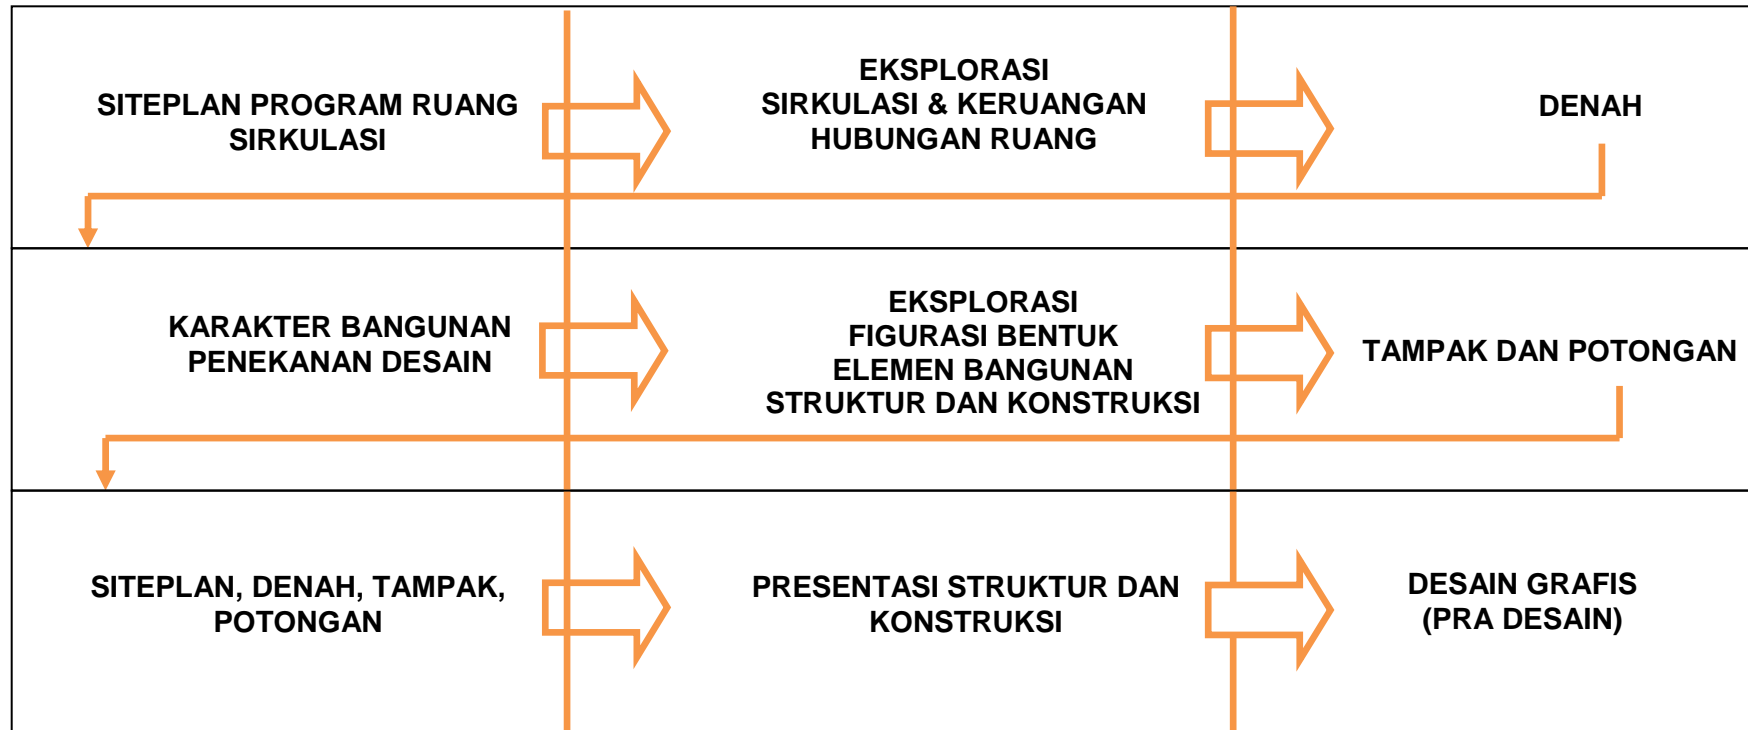 SITEPLAN PROGRAM RUANG
SIRKULASI
EKSPLORASI
SIRKULASI & KERUANGAN
HUBUNGAN RUANG
DENAH
KARAKTER BANGUNAN
PENEKANAN DESAIN
EKSPLORASI
FIGURASI BENTUK
ELEMEN BANGUNAN
STRUKTUR DAN KONSTRUKSI
TAMPAK DAN POTONGAN
SITEPLAN, DENAH, TAMPAK,
POTONGAN
PRESENTASI STRUKTUR DAN
KONSTRUKSI
DESAIN GRAFIS
(PRA DESAIN)